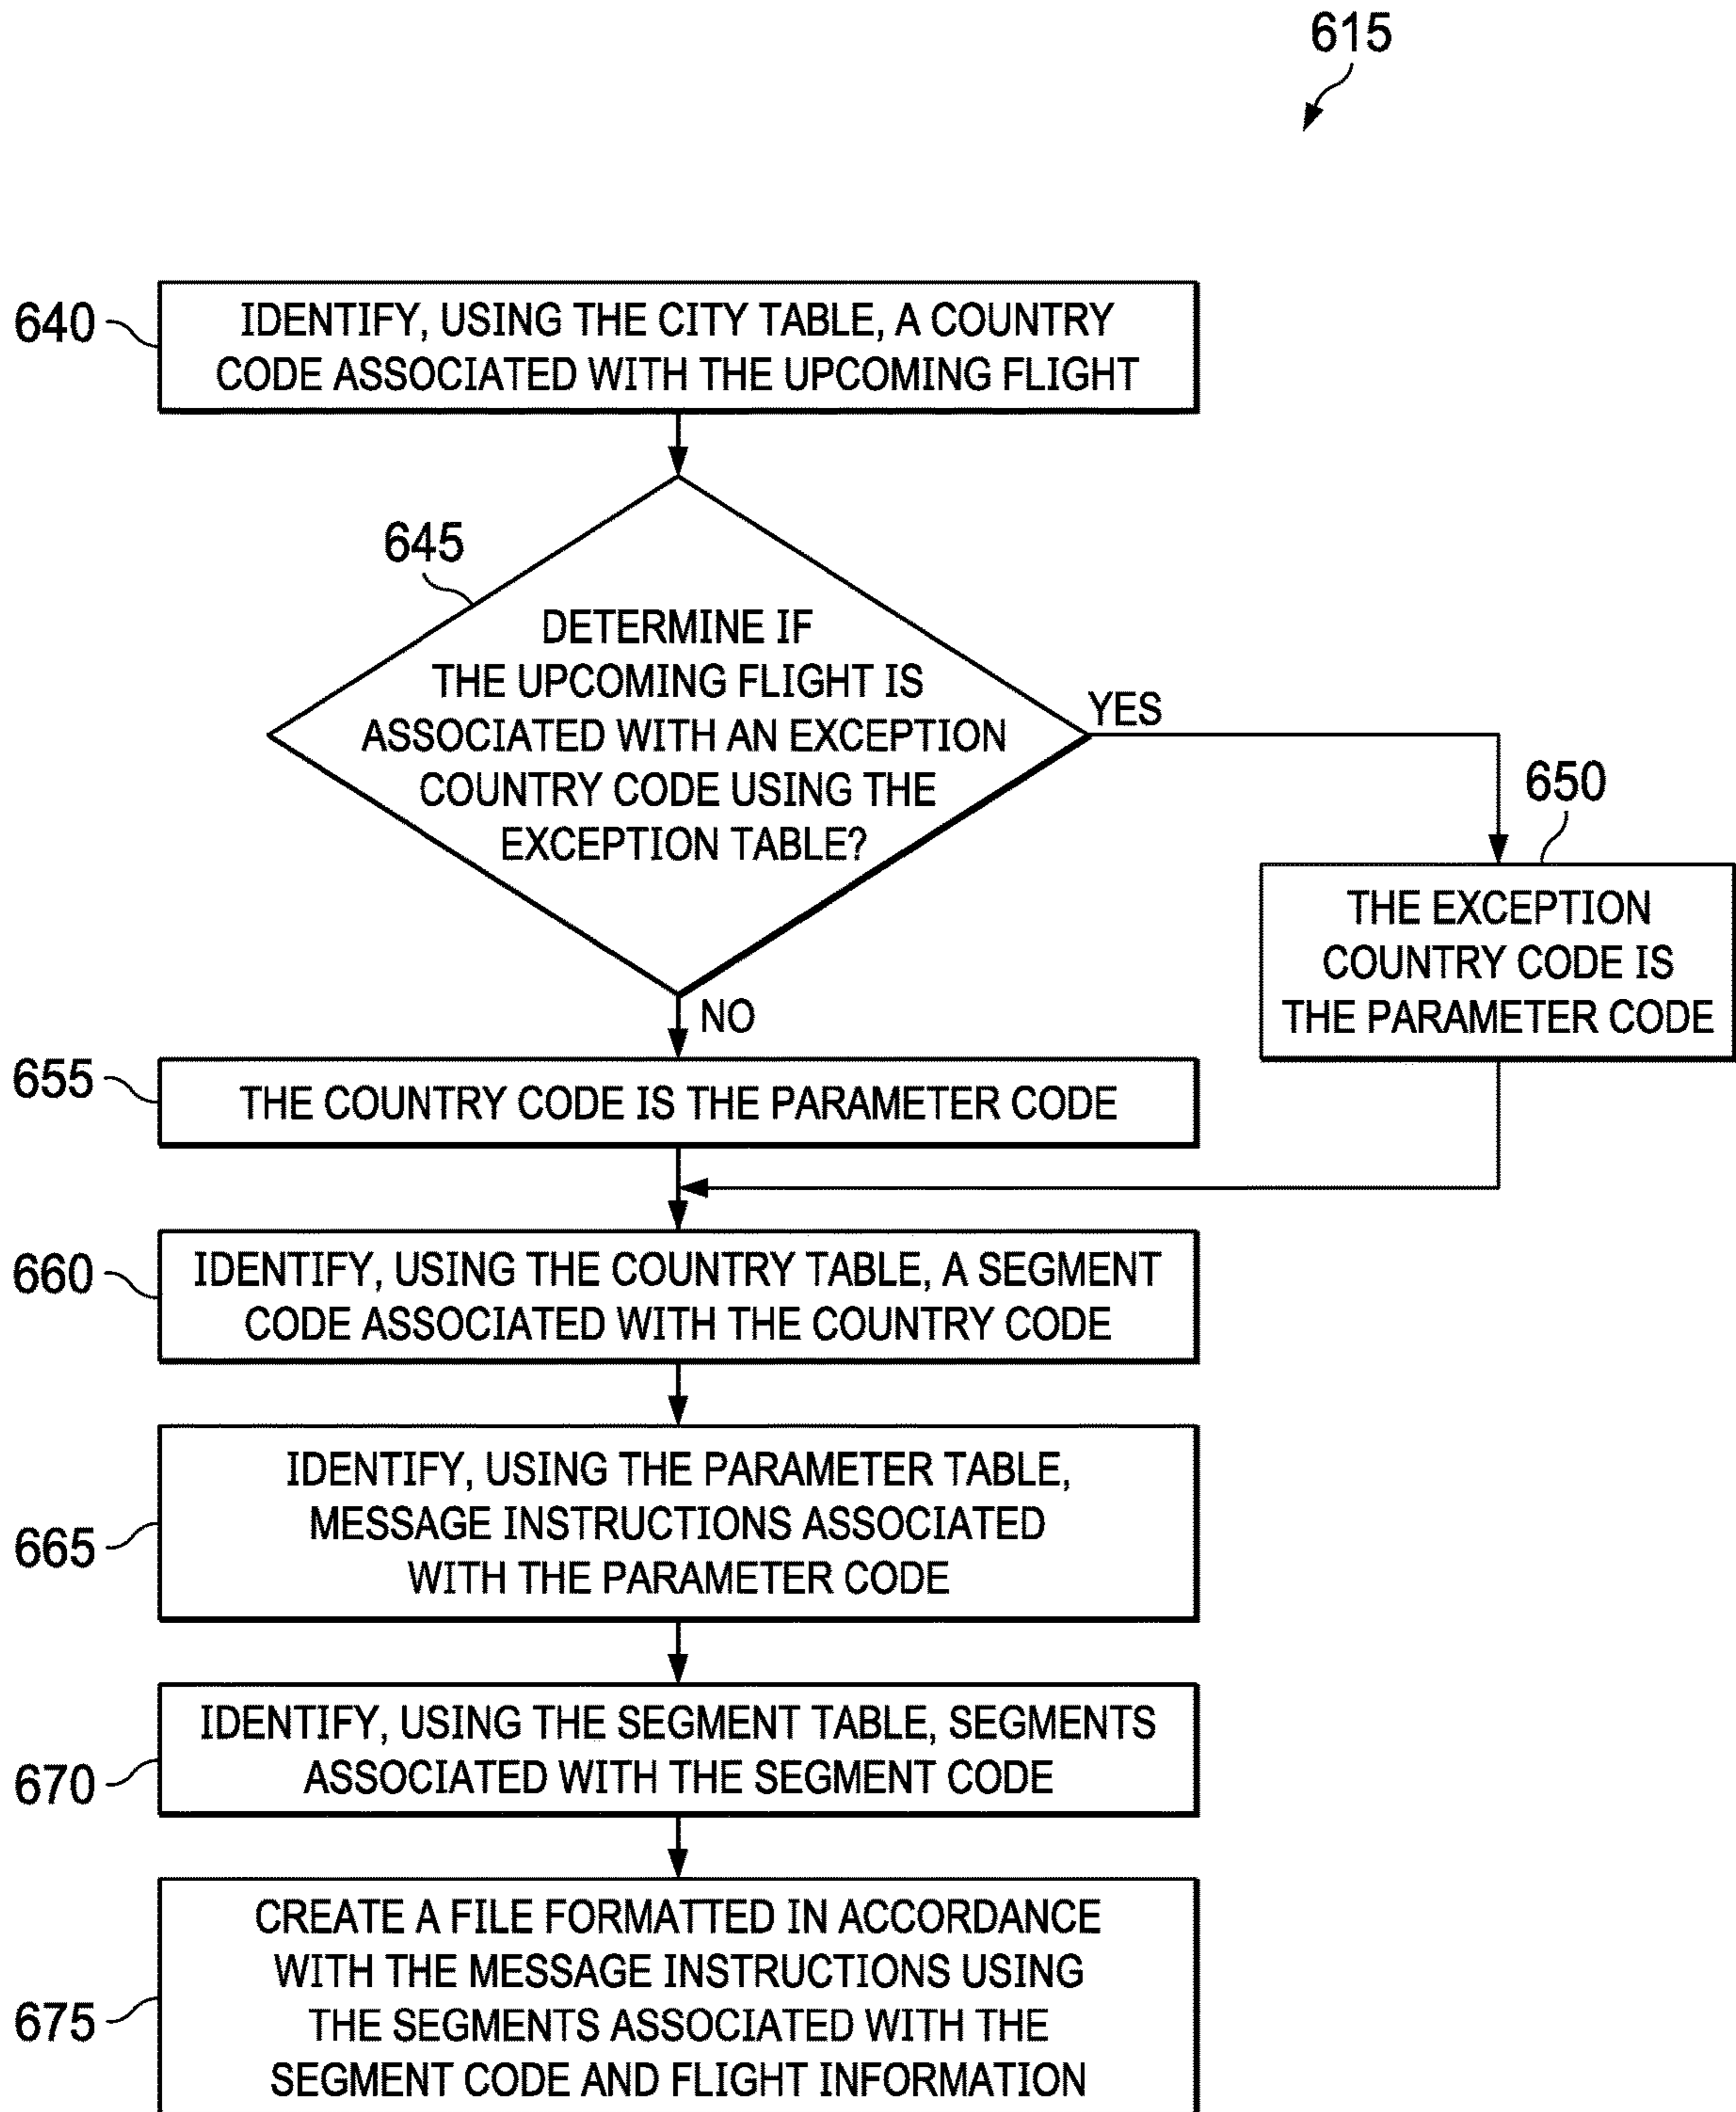 615
640
IDENTIFY, USING THE CITY TABLE, A COUNTRY
CODE ASSOCIATED WITH THE UPCOMING FLIGHT
645
DETERMINE IF
THE UPCOMING FLIGHT IS
ASSOCIATED WITH AN EXCEPTION
COUNTRY CODE USING THE
EXCEPTION TABLE?
YES
650
THE EXCEPTION
COUNTRY CODE IS
THE PARAMETER CODE
NO
655
THE COUNTRY CODE IS THE PARAMETER CODE
660
IDENTIFY, USING THE COUNTRY TABLE, A SEGMENT
CODE ASSOCIATED WITH THE COUNTRY CODE
665
IDENTIFY, USING THE PARAMETER TABLE,
MESSAGE INSTRUCTIONS ASSOCIATED
WITH THE PARAMETER CODE
670
IDENTIFY, USING THE SEGMENT TABLE, SEGMENTS
ASSOCIATED WITH THE SEGMENT CODE
675
CREATE A FILE FORMATTED IN ACCORDANCE
WITH THE MESSAGE INSTRUCTIONS USING
THE SEGMENTS ASSOCIATED WITH THE
SEGMENT CODE AND FLIGHT INFORMATION